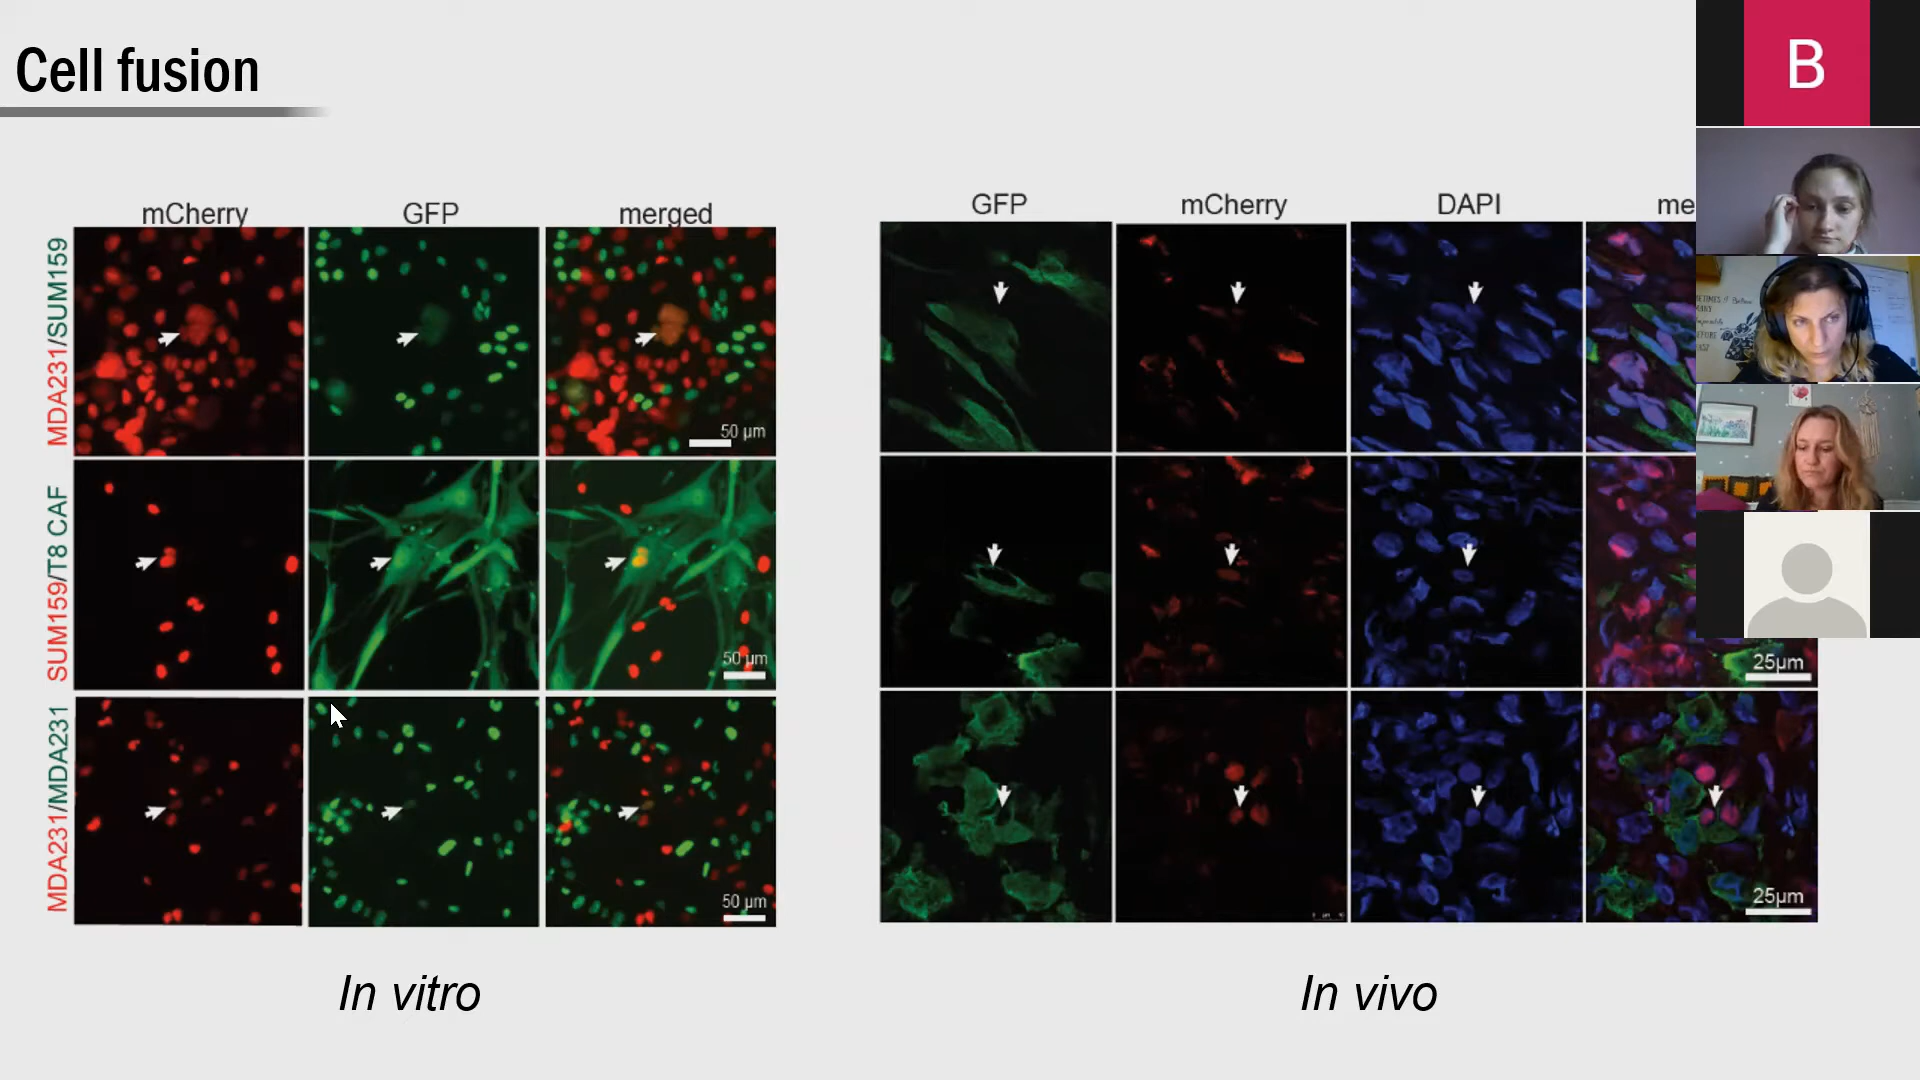 Cell fusion
B
mCherry GFP merged
GFP mCherry DAPI me
MDA231/SUM159
SUM159/T8 CAF
MDA231/MDA231
50 µm
50 µm
50 µm
25µm
25µm
In vitro
In vivo